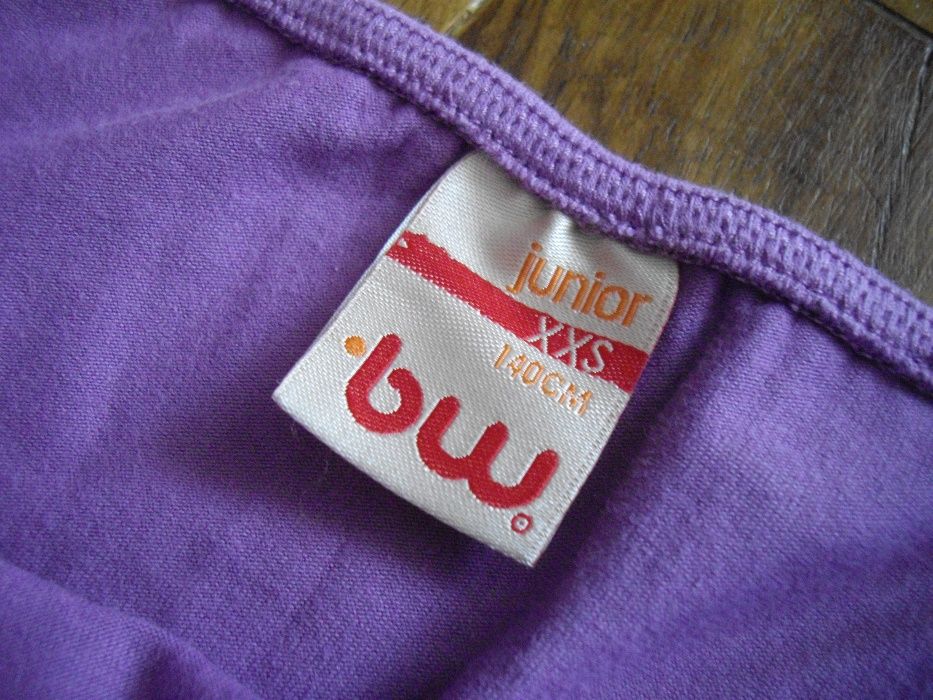 junior
XXS
140CM
bw